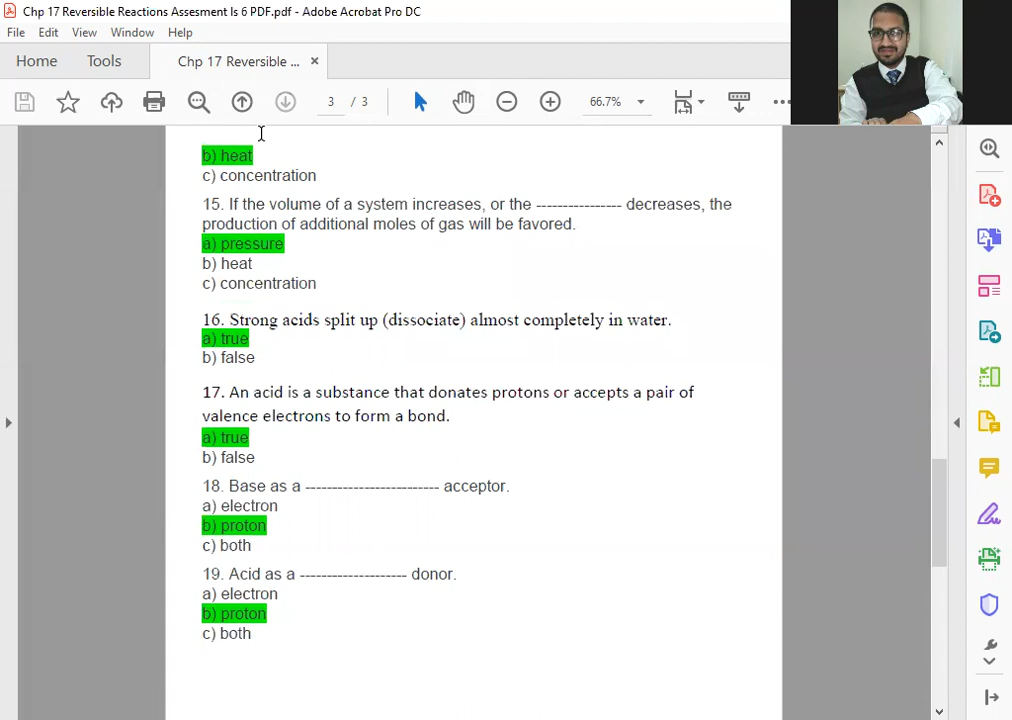 Chp 17 Reversible Reactions Assesment Is 6 PDF.pdf - Adobe Acrobat Pro DC
File Edit View Window Help
Home Tools Chp 17 Reversible ... ×
3 / 3 66.7%
b) heat
c) concentration
15. If the volume of a system increases, or the ---------------- decreases, the
production of additional moles of gas will be favored.
a) pressure
b) heat
c) concentration
16. Strong acids split up (dissociate) almost completely in water.
a) true
b) false
17. An acid is a substance that donates protons or accepts a pair of
valence electrons to form a bond.
a) true
b) false
18. Base as a ------------------------- acceptor.
a) electron
b) proton
c) both
19. Acid as a -------------------- donor.
a) electron
b) proton
c) both